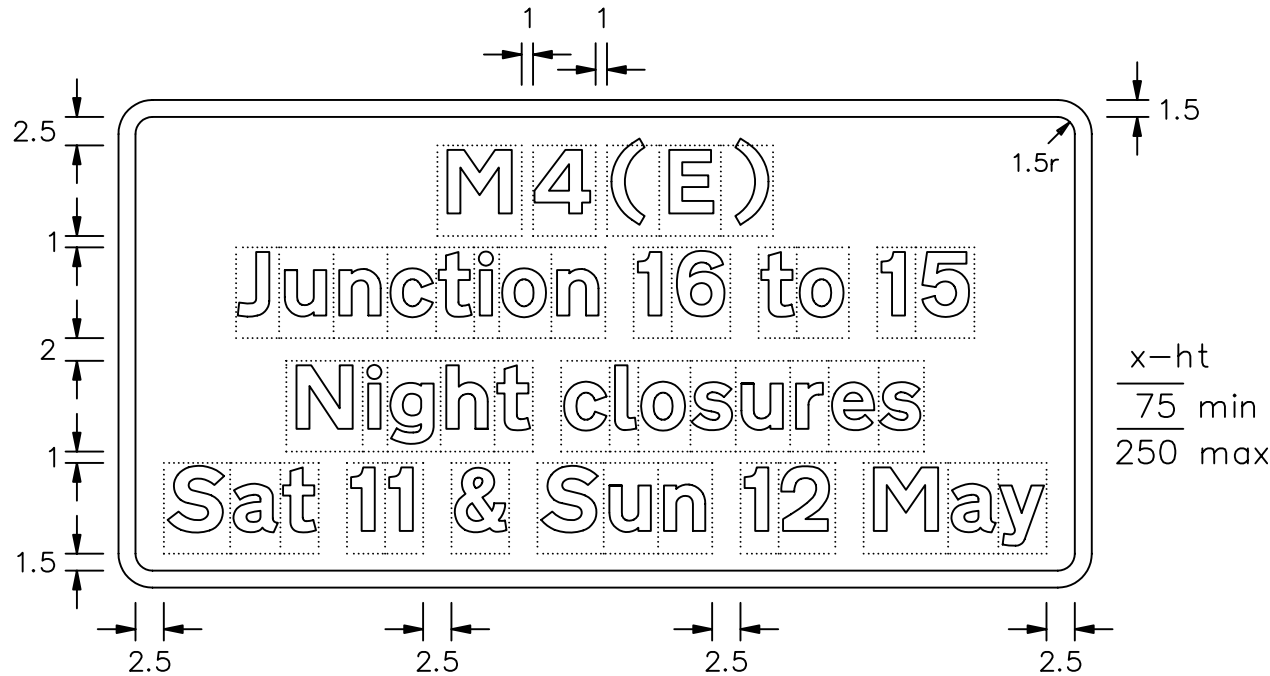 1 1
2.5
1.5
1.5r
M4(E)
1
Junction 16 to 15
2
x-ht
75 min
250 max
Night closures
1
Sat 11 & Sun 12 May
1.5
2.5 2.5 2.5 2.5